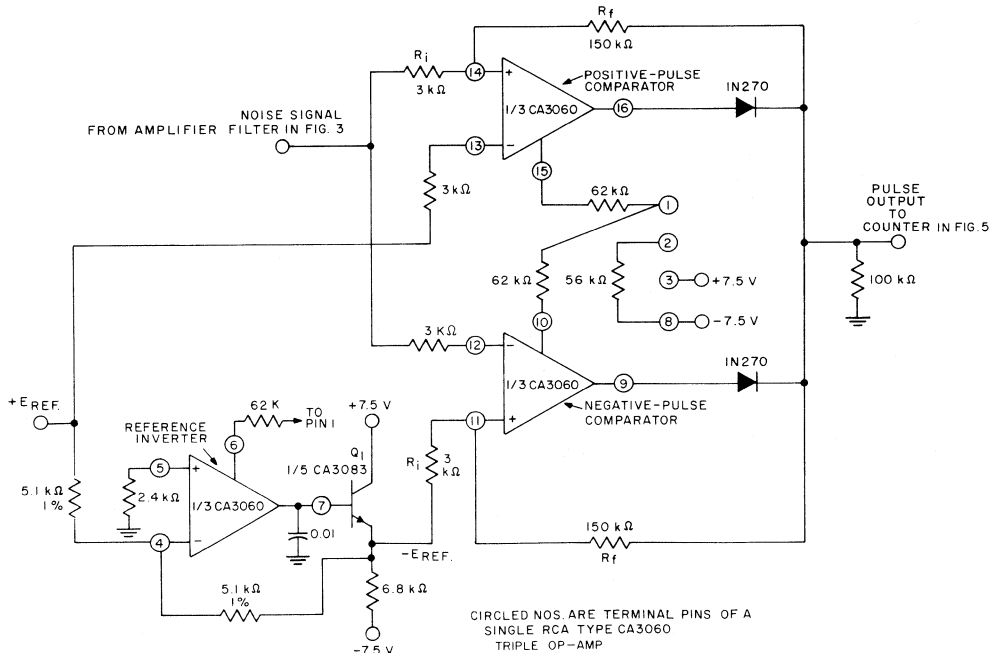 Rf
150 kΩ
Ri
3 kΩ
14
+
1/3 CA3060
POSITIVE-PULSE
COMPARATOR
16
IN270
NOISE SIGNAL
FROM AMPLIFIER FILTER IN FIG. 3
13
−
15
3 kΩ
62 kΩ
1
PULSE
OUTPUT
TO
COUNTER IN FIG.5
2
62 kΩ
56 kΩ
3
+7.5 V
100 kΩ
10
8
−7.5 V
3 KΩ
12
−
1/3 CA3060
9
IN270
11
+
NEGATIVE-PULSE
COMPARATOR
+EREF.
62 K
TO
PIN 1
+7.5 V
REFERENCE
INVERTER
6
Q1
1/5 CA3083
Ri
3
kΩ
5
+
5.1 kΩ
1%
2.4 kΩ
1/3 CA3060
7
4
−
0.01
−EREF.
150 kΩ
Rf
5.1 kΩ
1%
6.8 kΩ
−7.5 V
CIRCLED NOS. ARE TERMINAL PINS OF A
SINGLE RCA TYPE CA3060
TRIPLE OP-AMP